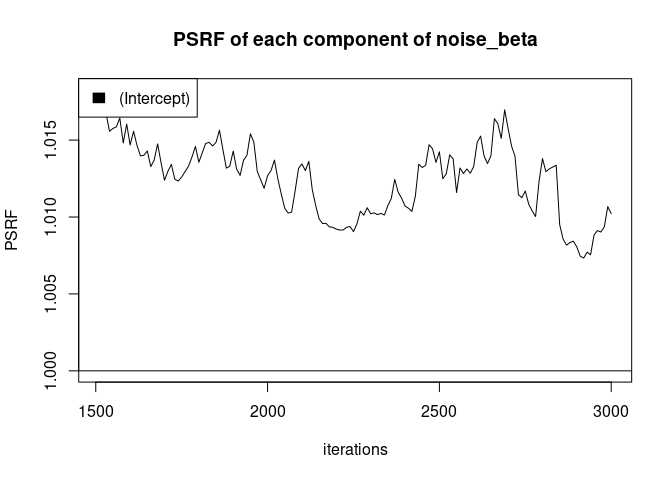 PSRF of each component of noise_beta
(Intercept)
1.015
1.010
1.005
1.000
PSRF
1500 2000 2500 3000
iterations